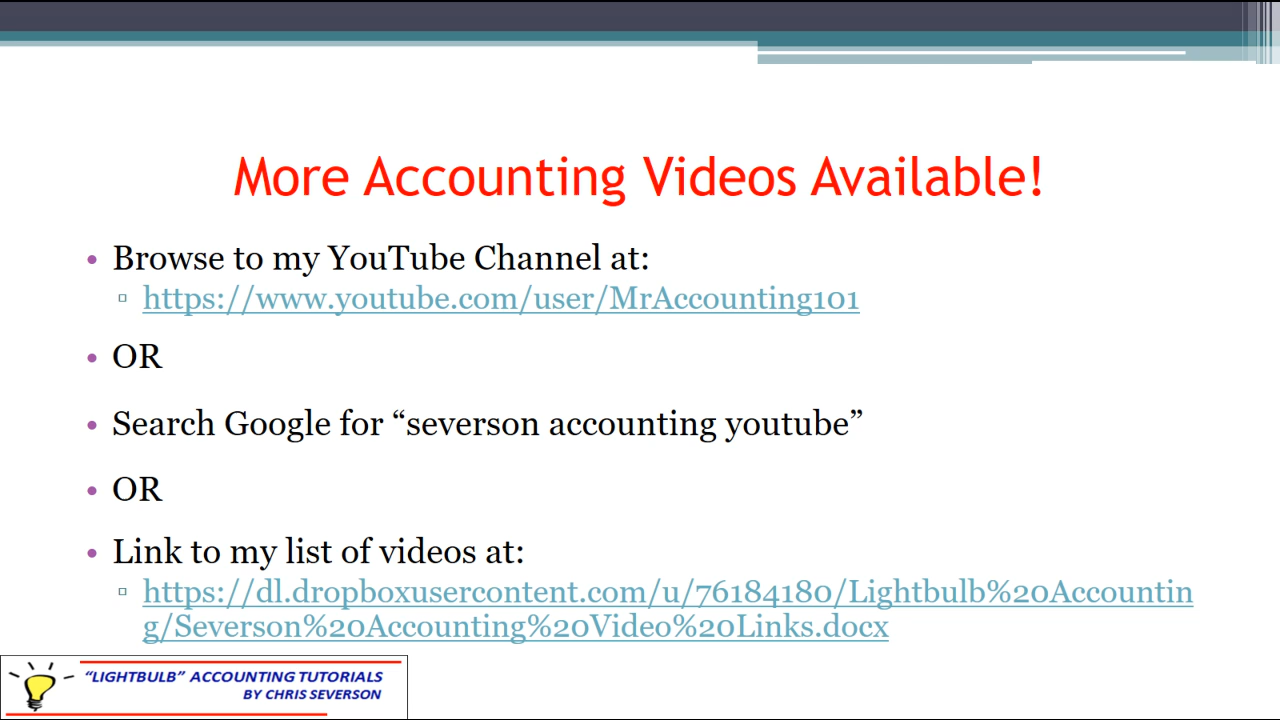 More Accounting Videos Available!
• Browse to my YouTube Channel at:
▫ https://www.youtube.com/user/MrAccounting101
• OR
• Search Google for “severson accounting youtube”
• OR
• Link to my list of videos at:
▫ https://dl.dropboxusercontent.com/u/76184180/Lightbulb%20Accountin
g/Severson%20Accounting%20Video%20Links.docx
“LIGHTBULB” ACCOUNTING TUTORIALS
BY CHRIS SEVERSON